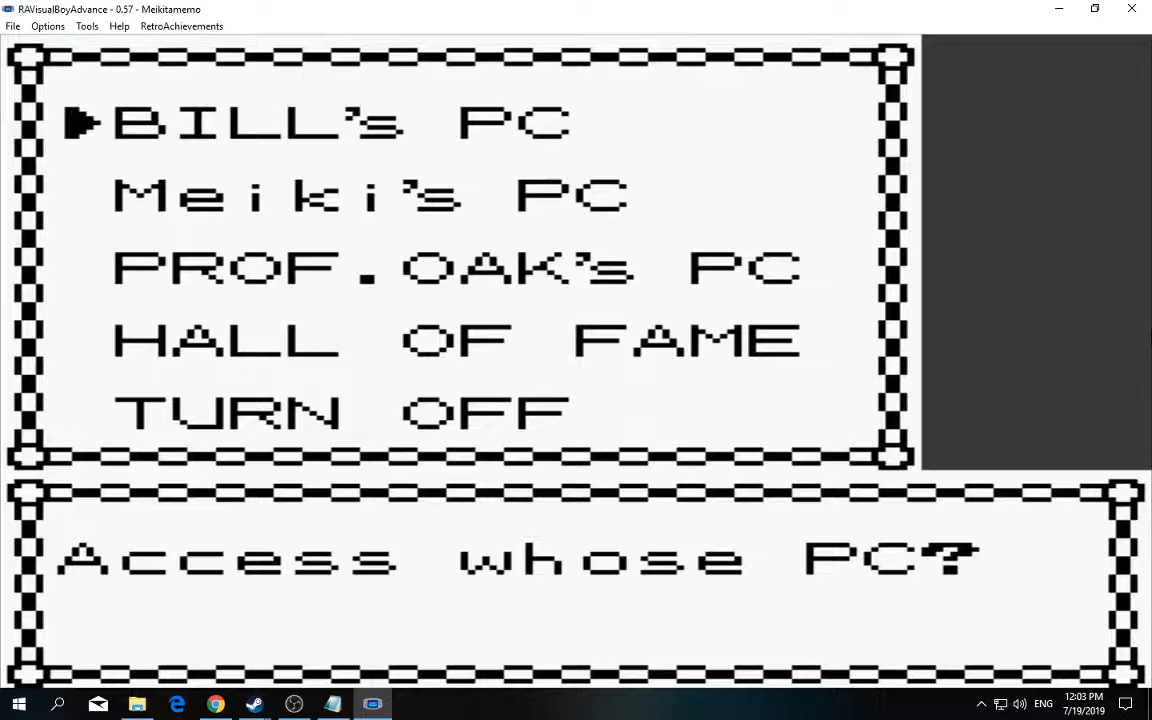 RAVisualBoyAdvance - 0.57 - Meikitamemo
File Options Tools Help RetroAchievements
BILL's PC
Meiki's PC
PROF.OAK's PC
HALL OF FAME
TURN OFF
Access whose PC?
ENG
12:03 PM
7/19/2019